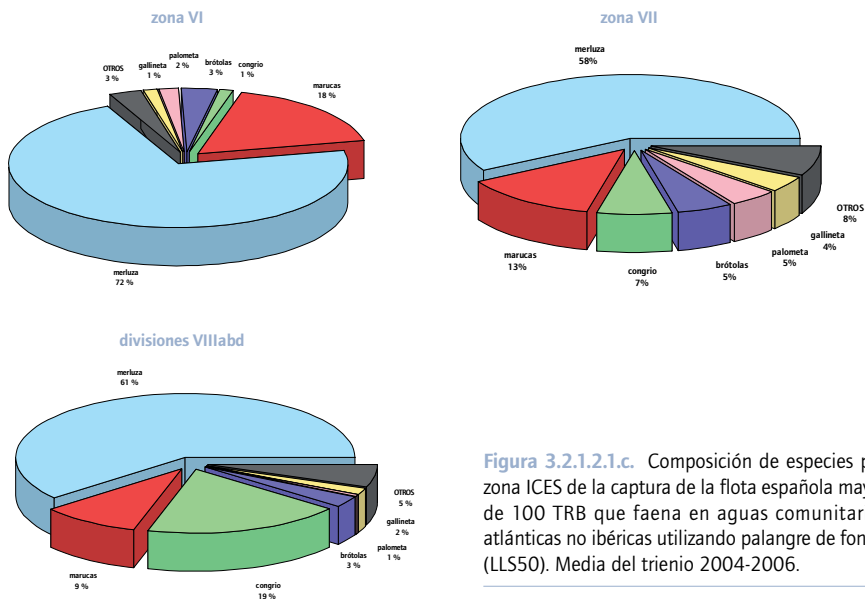 zona VI
OTROS
3 %
gallineta
1 %
palometa
2 %
brótolas
3 %
congrio
1 %
marucas
18 %
merluza
72 %
zona VII
merluza
58%
marucas
13%
congrio
7%
brótolas
5%
palometa
5%
gallineta
4%
OTROS
8%
divisiones VIIIabd
merluza
61 %
marucas
9 %
congrio
19 %
brótolas
3 %
palometa
1 %
gallineta
2 %
OTROS
5 %
Figura 3.2.1.2.1.c. Composición de especies p
zona ICES de la captura de la flota española may
de 100 TRB que faena en aguas comunitar
atlánticas no ibéricas utilizando palangre de fon
(LLS50). Media del trienio 2004-2006.